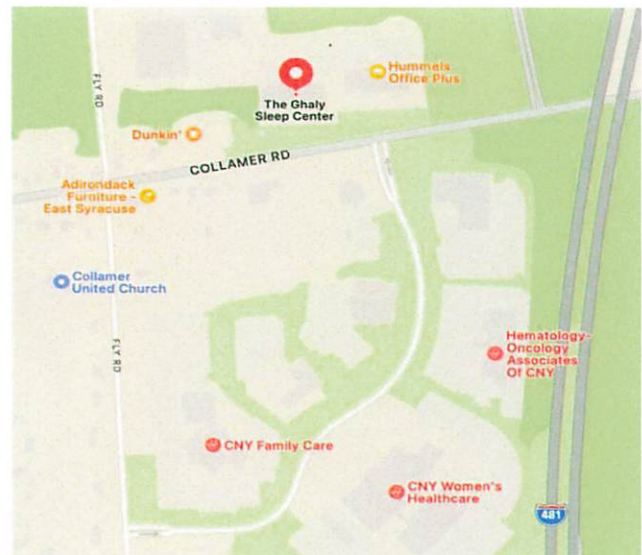 FLY RD
Hummels
Office Plus
The Ghaly
Sleep Center
Dunkin'
COLLAMER RD
Adirondack
Furniture -
East Syracuse
Collamer
United Church
FLY RD
Hematology-
Oncology
Associates
Of CNY
CNY Family Care
CNY Women's
Healthcare
481